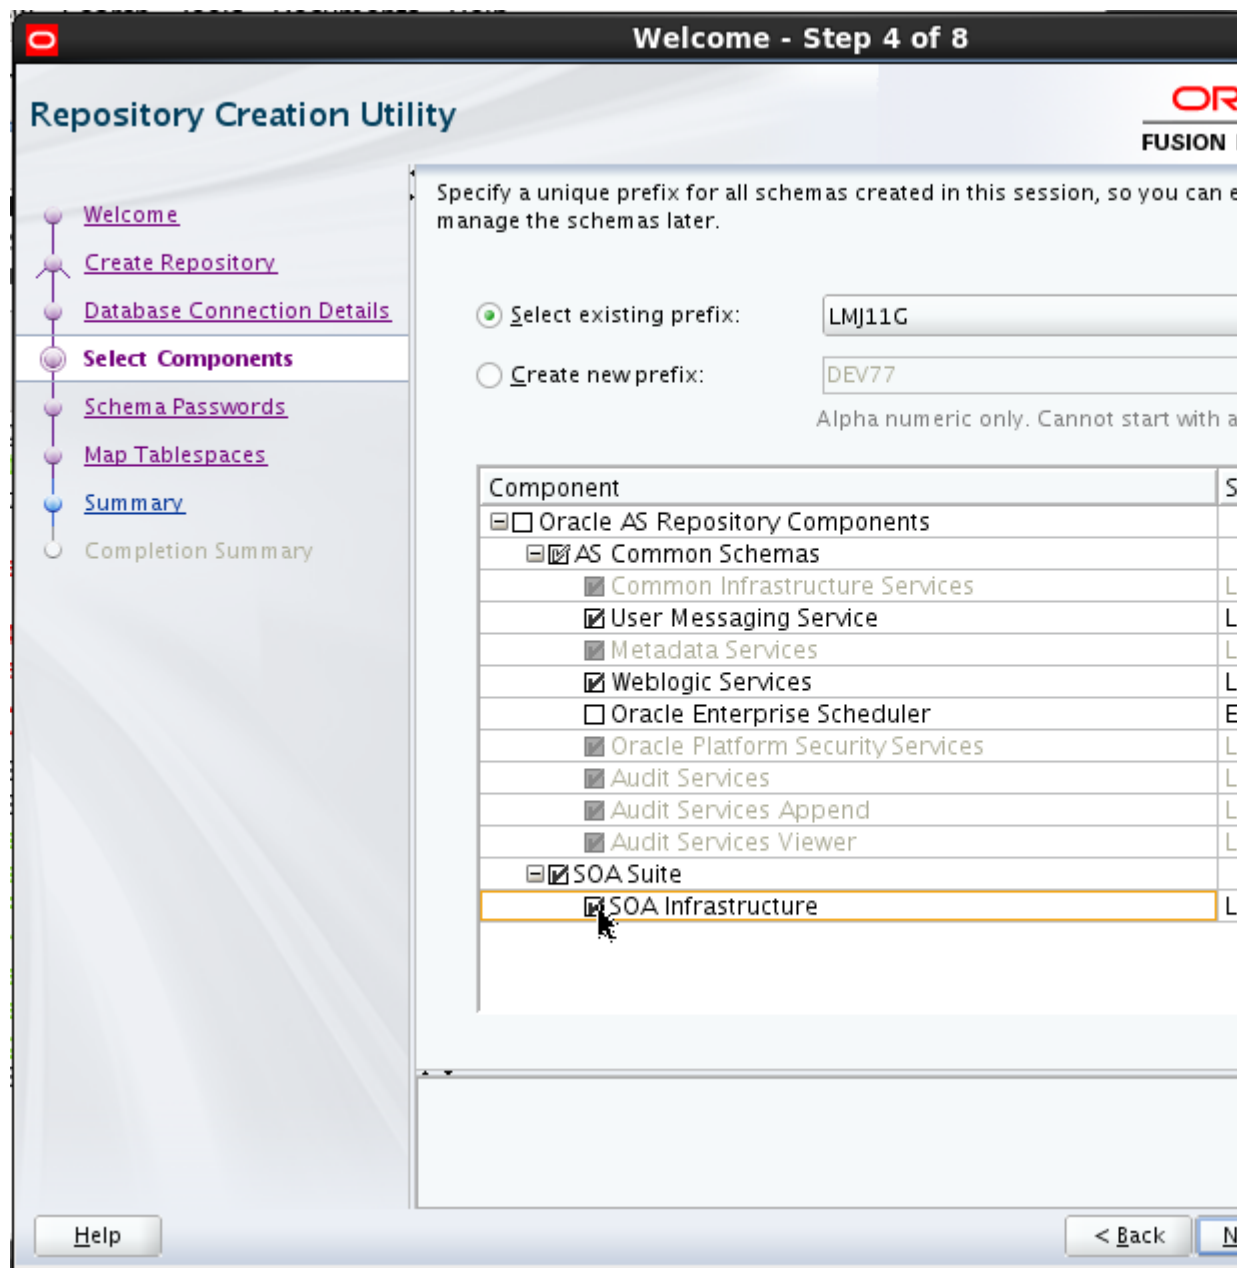 Welcome - Step 4 of 8
Repository Creation Utility
FUSION
Welcome
Create Repository
Database Connection Details
Select Components
Schema Passwords
Map Tablespaces
Summary
Completion Summary
Specify a unique prefix for all schemas created in this session, so you can
manage the schemas later.
Select existing prefix: LMJ11G
Create new prefix: DEV77
Alpha numeric only. Cannot start with a
Component
Oracle AS Repository Components
AS Common Schemas
Common Infrastructure Services
User Messaging Service
Metadata Services
Weblogic Services
Oracle Enterprise Scheduler
Oracle Platform Security Services
Audit Services
Audit Services Append
Audit Services Viewer
SOA Suite
SOA Infrastructure
Help
< Back